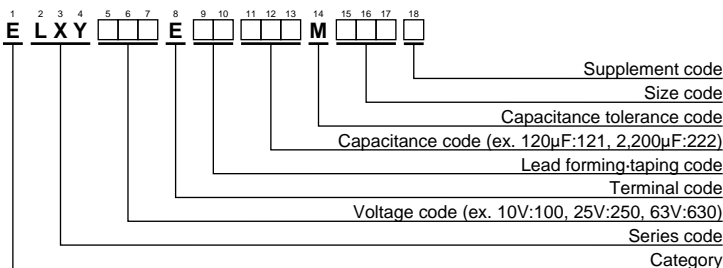 1 2 3 4 5 6 7 8 9 10 11 12 13 14 15 16 17 18
E L X Y □□□ E □□ □□□ M □□□ □
Supplement code
Size code
Capacitance tolerance code
Capacitance code (ex. 120µF:121, 2,200µF:222)
Lead forming·taping code
Terminal code
Voltage code (ex. 10V:100, 25V:250, 63V:630)
Series code
Category